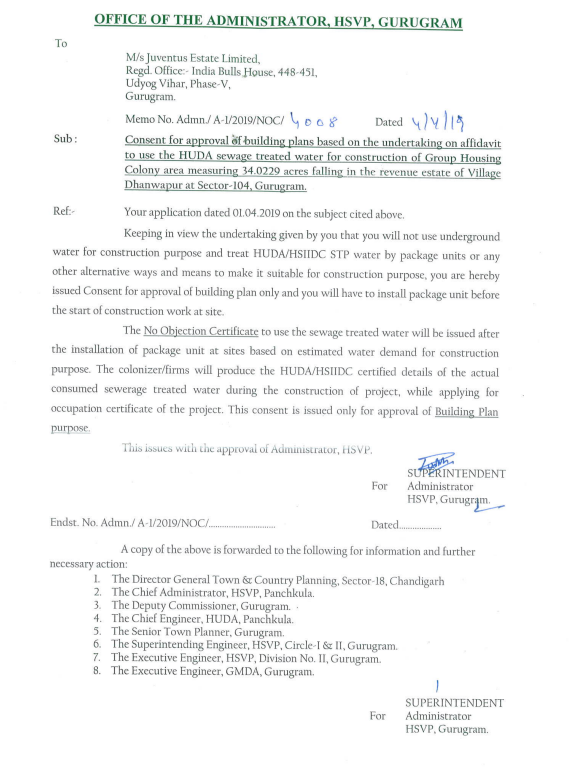 OFFICE OF THE ADMINISTRATOR, HSVP, GURUGRAM
To
M/s Juventus Estate Limited,
Regd. Office:- India Bulls House, 448-451,
Udyog Vihar, Phase-V,
Gurugram.
Memo No. Admn./ A-1/2019/NOC/ 4008 Dated 4/4/19
Sub : Consent for approval of building plans based on the undertaking on affidavit
to use the HUDA sewage treated water for construction of Group Housing
Colony area measuring 34.0229 acres falling in the revenue estate of Village
Dhanwapur at Sector-104, Gurugram.
Ref:- Your application dated 01.04.2019 on the subject cited above.
Keeping in view the undertaking given by you that you will not use underground
water for construction purpose and treat HUDA/HSIIDC STP water by package units or by
any other alternative ways and means to make it suitable for construction purpose, you are hereby
issued Consent for approval of building plan only and you will have to install package unit before
the start of construction work at site.
The No Objection Certificate to use the sewage treated water will be issued after
the installation of package unit at sites based on estimated water demand for construction
purpose. The colonizer/firms will produce the HUDA/HSIIDC certified details of the actual
consumed sewerage treated water during the construction of project, while applying for
occupation certificate of the project. This consent is issued only for approval of Building Plan
purpose.
This issues with the approval of Administrator, HSVP.
SUPERINTENDENT
For Administrator
HSVP, Gurugram.
Endst. No. Admn./ A-1/2019/NOC/............................ Dated..................
A copy of the above is forwarded to the following for information and further
necessary action:
1. The Director General Town & Country Planning, Sector-18, Chandigarh
2. The Chief Administrator, HSVP, Panchkula.
3. The Deputy Commissioner, Gurugram.
4. The Chief Engineer, HUDA, Panchkula.
5. The Senior Town Planner, Gurugram.
6. The Superintending Engineer, HSVP, Circle-I & II, Gurugram.
7. The Executive Engineer, HSVP, Division No. II, Gurugram.
8. The Executive Engineer, GMDA, Gurugram.
SUPERINTENDENT
For Administrator
HSVP, Gurugram.